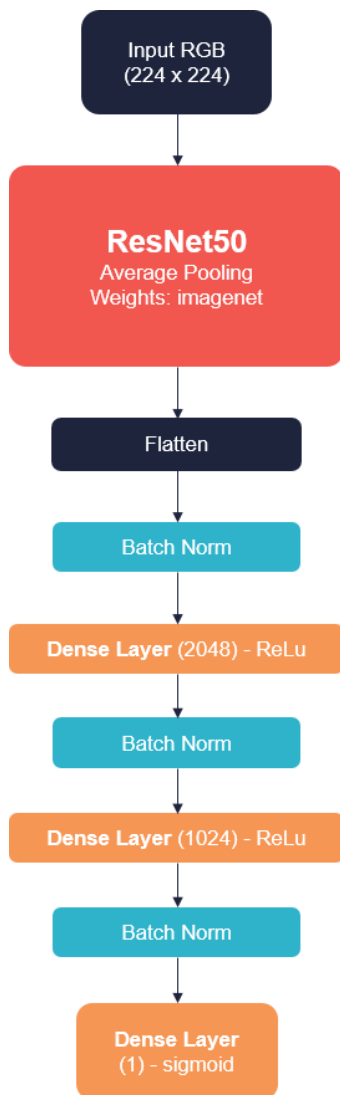 Input RGB
(224 x 224)
ResNet50
Average Pooling
Weights: imagenet
Flatten
Batch Norm
Dense Layer (2048) - ReLu
Batch Norm
Dense Layer (1024) - ReLu
Batch Norm
Dense Layer
(1) - sigmoid